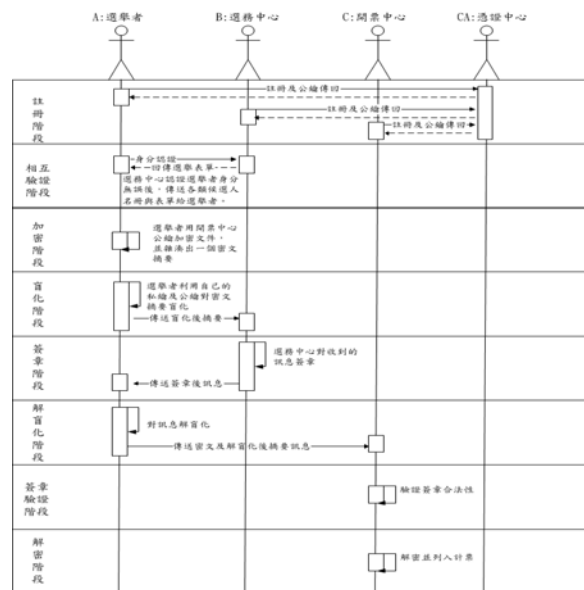 A:選舉者
B:選務中心
C:開票中心
CA:憑證中心
註冊階段
註冊及公鑰傳回
註冊及公鑰傳回
註冊及公鑰傳回
相互
驗證
階段
身分認證
回傳選舉表單
選務中心認證選舉者身分
無誤後，傳送各類候選人
名冊與表單給選舉者。
加密階段
選舉者用開票中心
公鑰加密文件，
並雜湊出一個密文
摘要
盲化階段
選舉者利用自己的
私鑰及公鑰對密文
摘要盲化
傳送盲化後摘要
簽章階段
選務中心對收到的
訊息簽章
傳送簽章後訊息
解盲化階段
對訊息解盲化
傳送密文及解盲化後摘要訊息
簽章
驗證
階段
驗證簽章合法性
解密階段
解密並列入計票